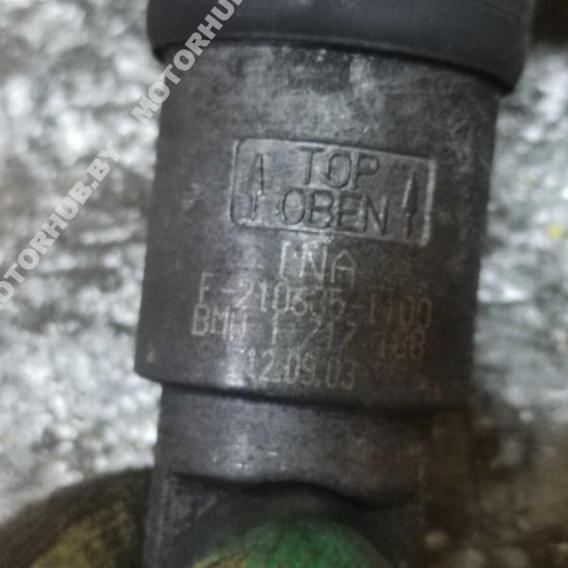 MOTORHUB.BY - MOTORHUB
TOP
OBEN
INA
F-210635-1100
BMW 1 717 188
12.09.03